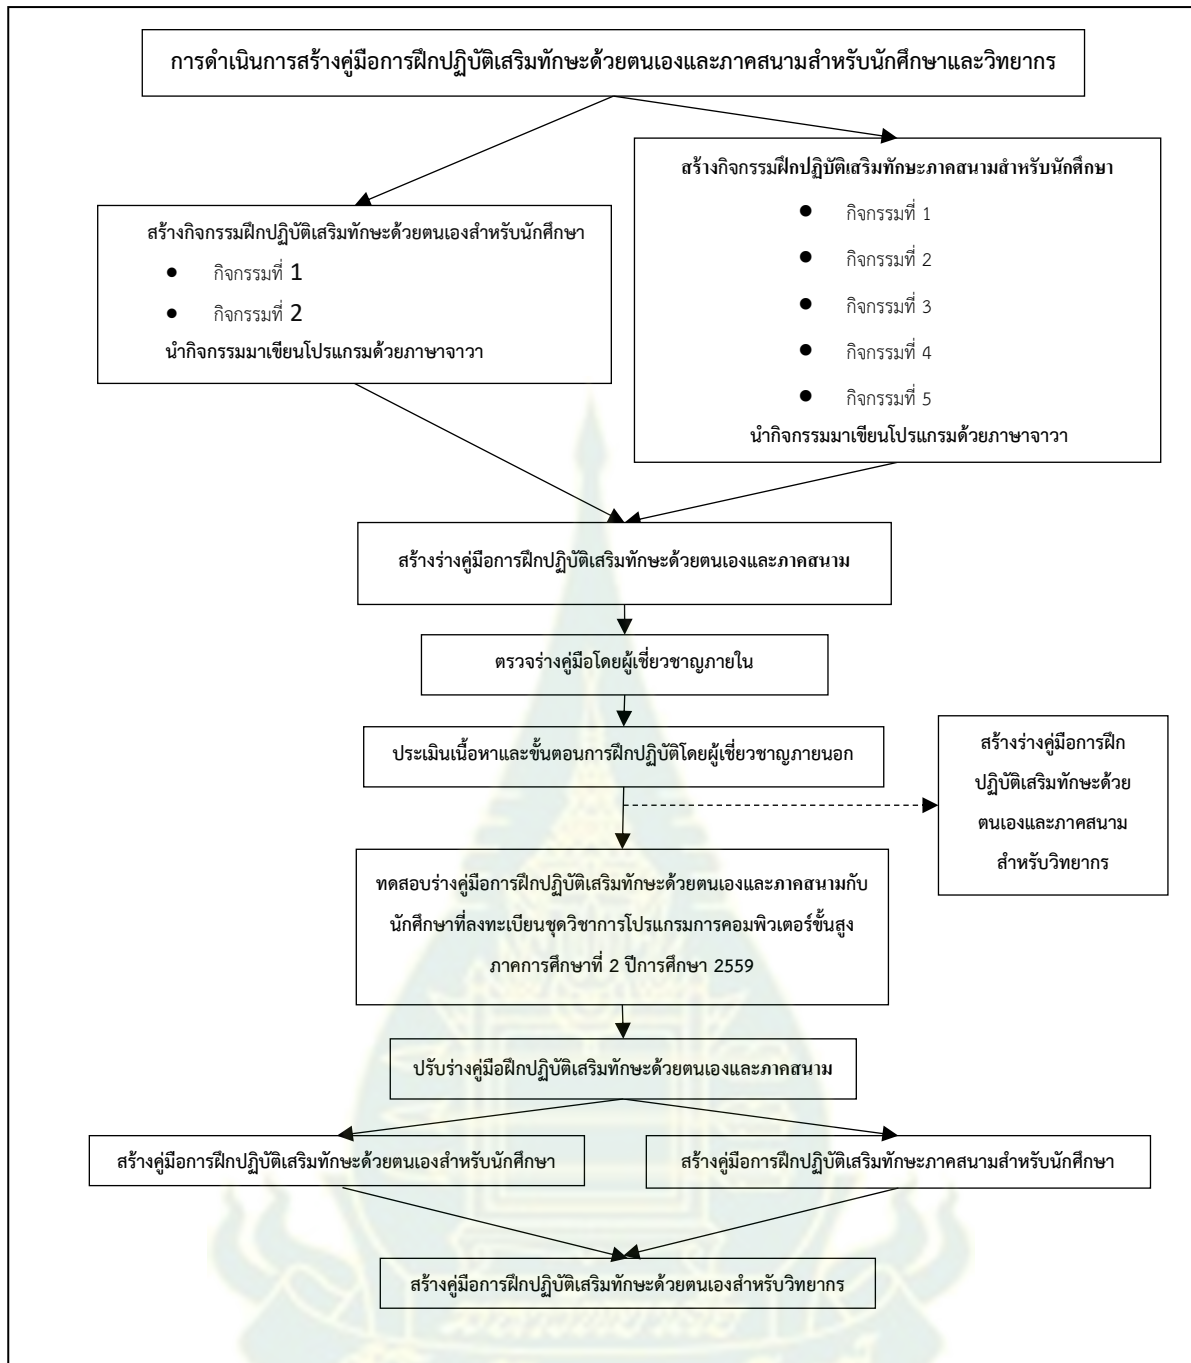 การดำเนินการสร้างคู่มือการฝึกปฏิบัติเสริมทักษะด้วยตนเองและภาคสนามสำหรับนักศึกษาและวิทยากร
สร้างกิจกรรมฝึกปฏิบัติเสริมทักษะด้วยตนเองสำหรับนักศึกษา
● กิจกรรมที่ 1
● กิจกรรมที่ 2
นำกิจกรรมมาเขียนโปรแกรมด้วยภาษาจาวา
สร้างกิจกรรมฝึกปฏิบัติเสริมทักษะภาคสนามสำหรับนักศึกษา
● กิจกรรมที่ 1
● กิจกรรมที่ 2
● กิจกรรมที่ 3
● กิจกรรมที่ 4
● กิจกรรมที่ 5
นำกิจกรรมมาเขียนโปรแกรมด้วยภาษาจาวา
สร้างร่างคู่มือการฝึกปฏิบัติเสริมทักษะด้วยตนเองและภาคสนาม
ตรวจร่างคู่มือโดยผู้เชี่ยวชาญภายใน
ประเมินเนื้อหาและขั้นตอนการฝึกปฏิบัติโดยผู้เชี่ยวชาญภายนอก
สร้างร่างคู่มือการฝึก
ปฏิบัติเสริมทักษะด้วย
ตนเองและภาคสนาม
สำหรับวิทยากร
ทดสอบร่างคู่มือการฝึกปฏิบัติเสริมทักษะด้วยตนเองและภาคสนามกับ
นักศึกษาที่ลงทะเบียนชุดวิชาการโปรแกรมการคอมพิวเตอร์ขั้นสูง
ภาคการศึกษาที่ 2 ปีการศึกษา 2559
ปรับร่างคู่มือฝึกปฏิบัติเสริมทักษะด้วยตนเองและภาคสนาม
สร้างคู่มือการฝึกปฏิบัติเสริมทักษะด้วยตนเองสำหรับนักศึกษา
สร้างคู่มือการฝึกปฏิบัติเสริมทักษะภาคสนามสำหรับนักศึกษา
สร้างคู่มือการฝึกปฏิบัติเสริมทักษะด้วยตนเองสำหรับวิทยากร